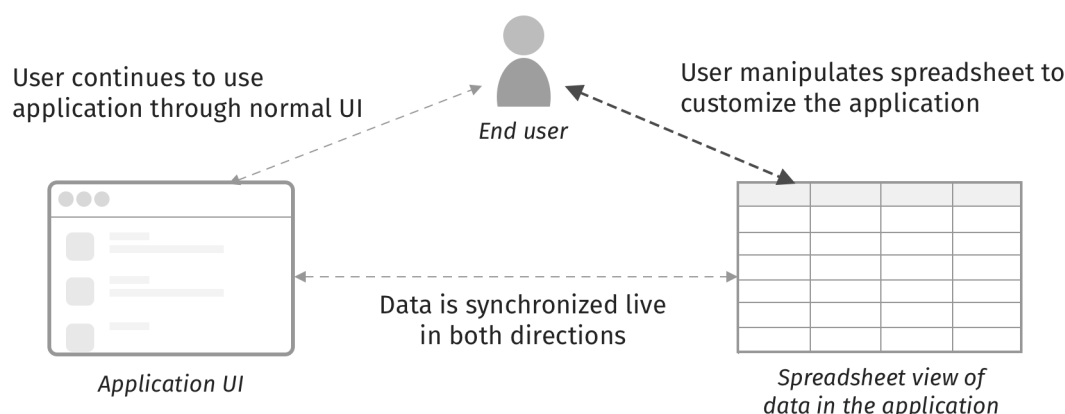 User continues to use
application through normal UI
User manipulates spreadsheet to
customize the application
End user
Data is synchronized live
in both directions
Application UI
Spreadsheet view of
data in the application